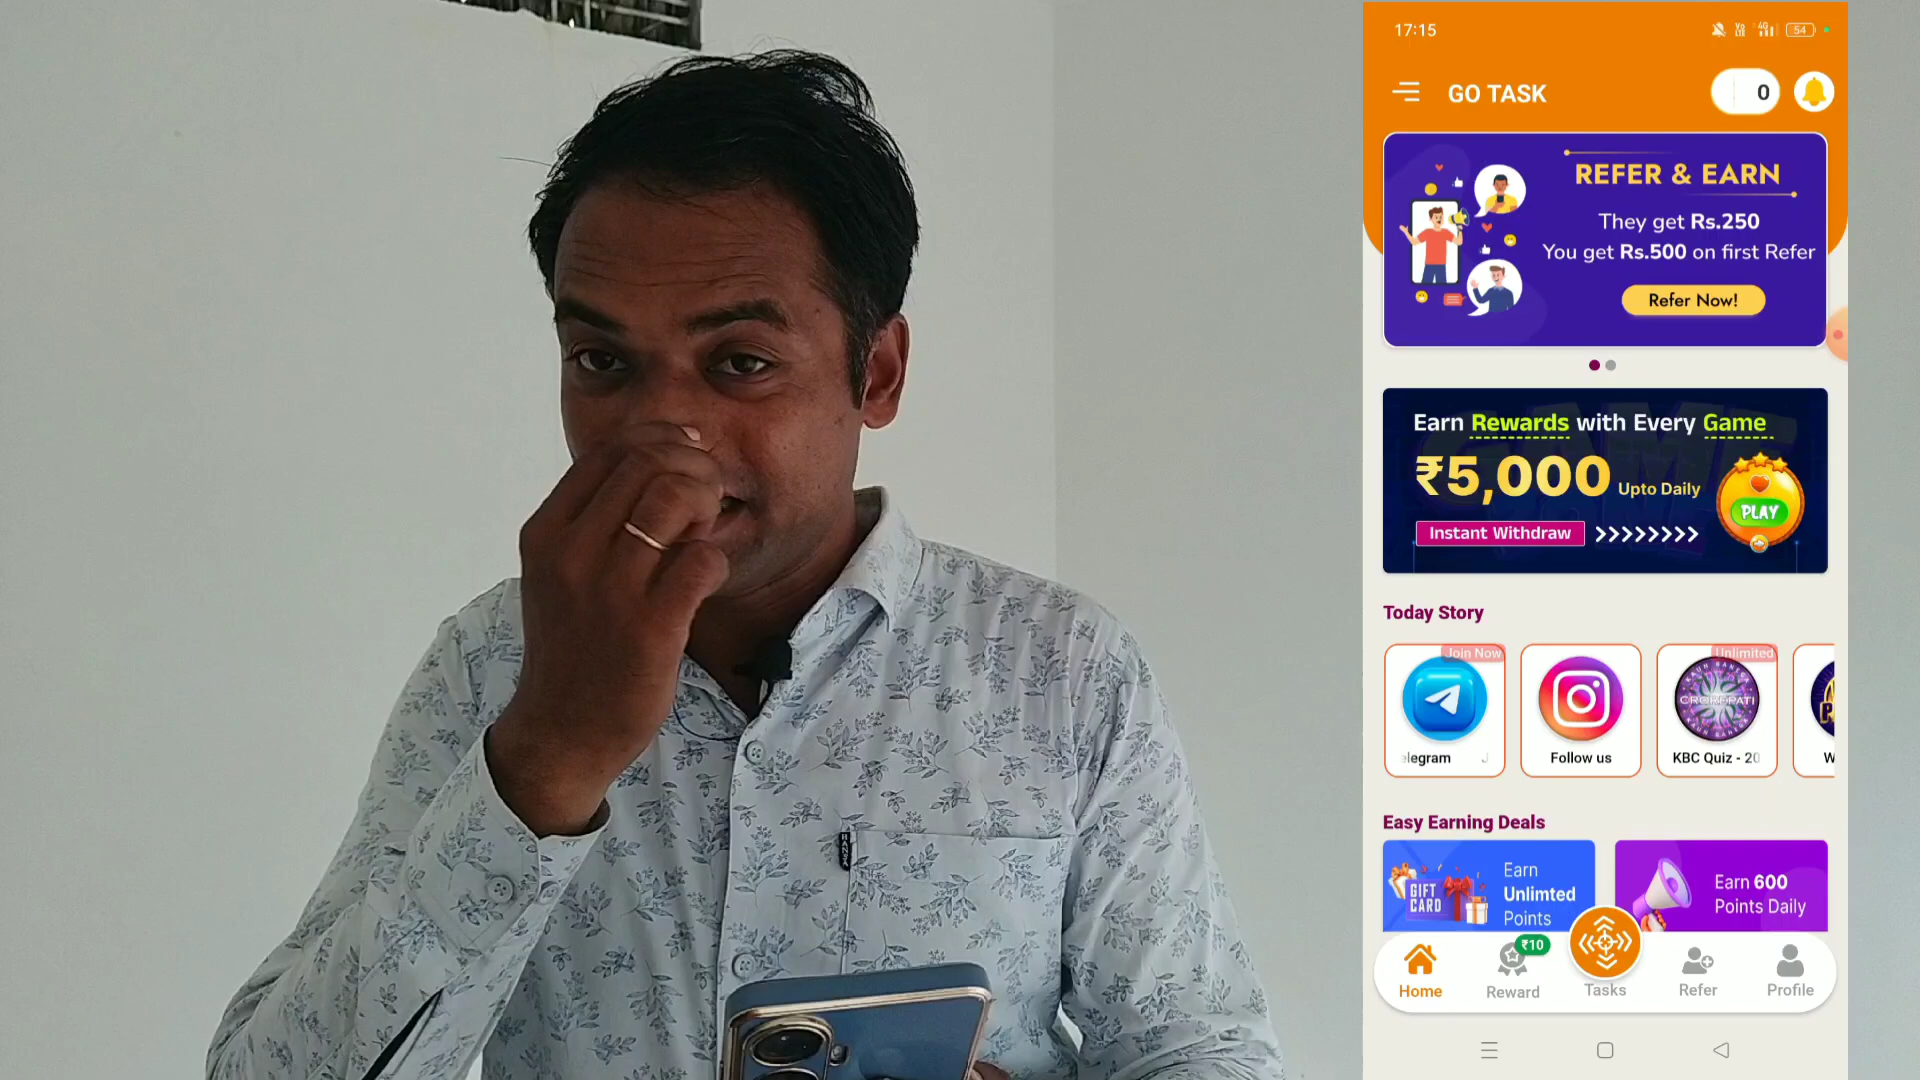 17:15
54
GO TASK
0
REFER & EARN
They get Rs.250
You get Rs.500 on first Refer
Refer Now!
Earn Rewards with Every Game
₹5,000 Upto Daily
PLAY
Instant Withdraw
Today Story
Join Now
Unlimited
CROREPATI
elegram
Follow us
KBC Quiz - 20
W
Easy Earning Deals
GIFT
CARD
Earn
Unlimted
Points
Earn 600
Points Daily
₹10
Home
Reward
Tasks
Refer
Profile